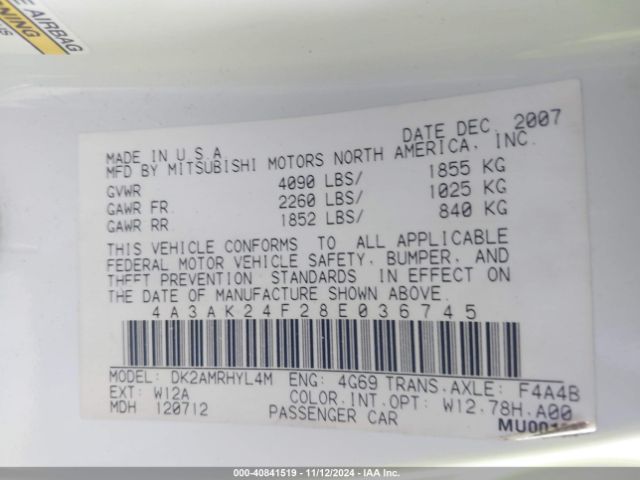 E AIRBAG
MADE IN U.S.A. DATE DEC, 2007
MFD BY MITSUBISHI MOTORS NORTH AMERICA, INC.
GVWR 4090 LBS/ 1855 KG
GAWR FR 2260 LBS/ 1025 KG
GAWR RR 1852 LBS/ 840 KG
THIS VEHICLE CONFORMS TO ALL APPLICABLE
FEDERAL MOTOR VEHICLE SAFETY, BUMPER, AND
THEFT PREVENTION STANDARDS IN EFFECT ON
THE DATE OF MANUFACTURE SHOWN ABOVE.
4A3AK24F28E036745
MODEL: DK2AMRHYL4M ENG: 4G69 TRANS.AXLE: F4A4B
EXT: W12A COLOR.INT.OPT: W12.78H.A00
MDH 120712 PASSENGER CAR
000-40841519 - 11/12/2024 - IAA Inc.